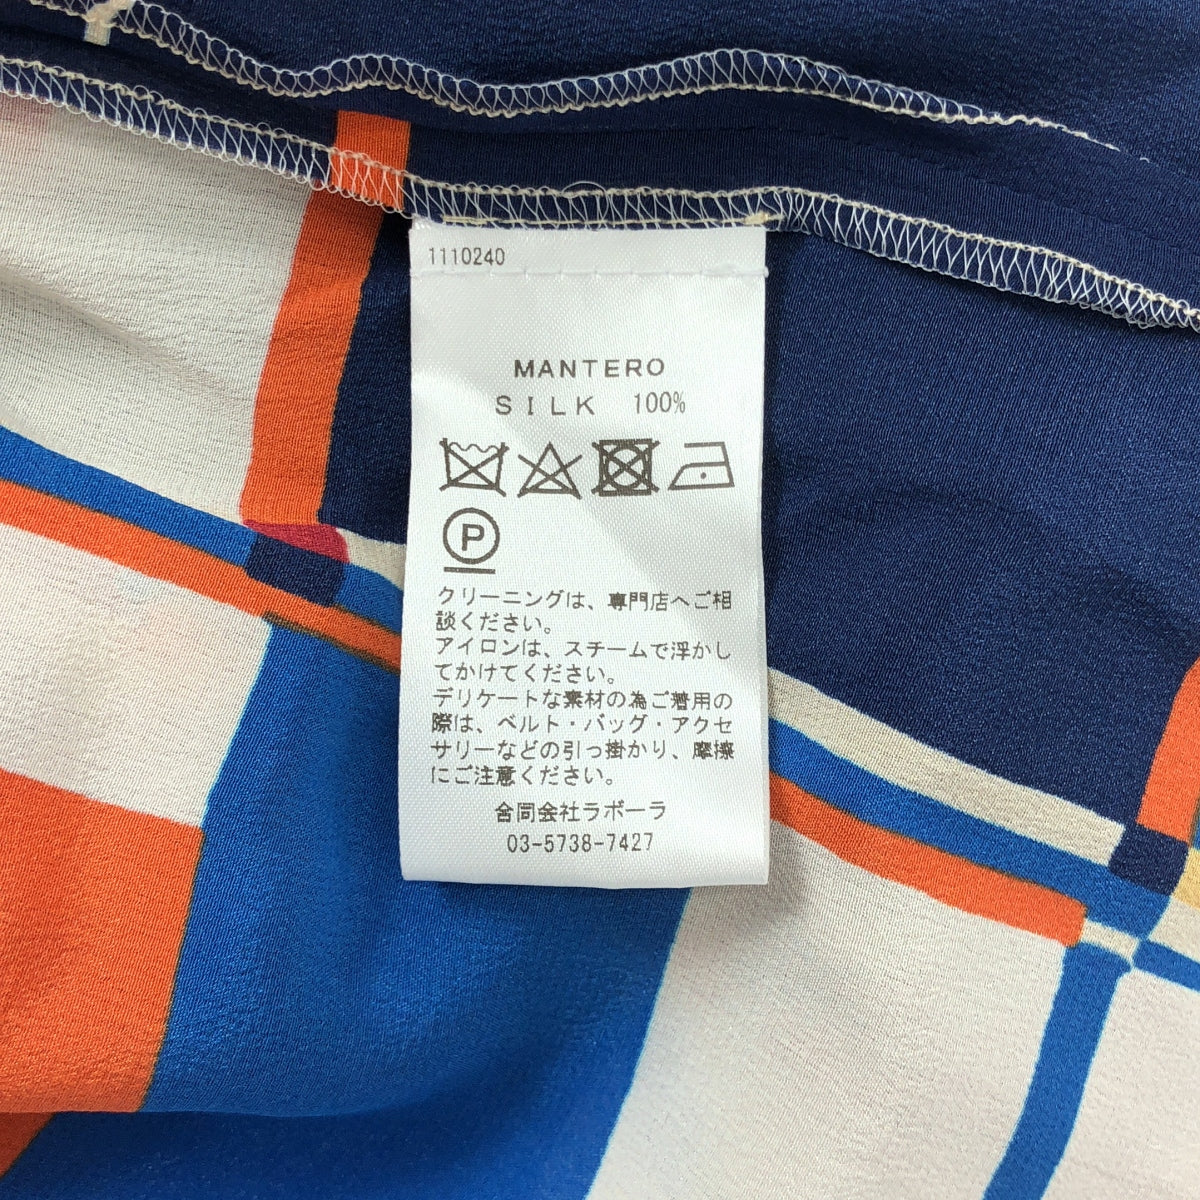 1110240
MANTERO
SILK 100%
P
クリーニングは、専門店へご相
談ください。
アイロンは、スチームで浮かし
てかけてください。
デリケートな素材の為ご着用の
際は、ベルト・バッグ・アクセ
サリーなどの引っ掛かり、摩擦
にご注意ください。
合同会社ラボーラ
03-5738-7427